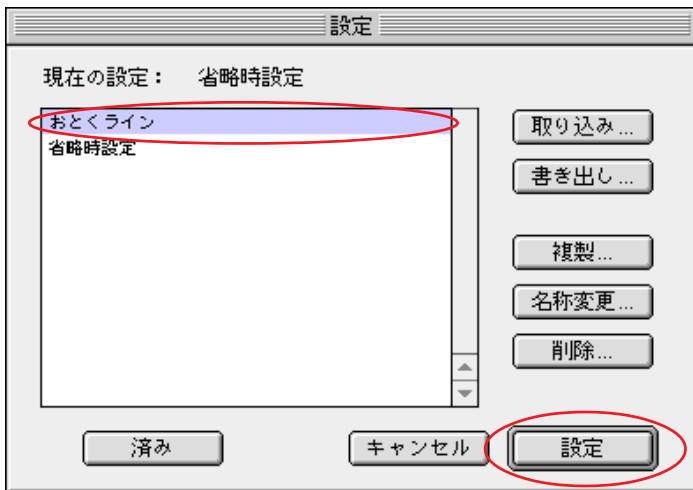 設定
現在の設定： 省略時設定
おとくライン
省略時設定
取り込み...
書き出し...
複製...
名称変更...
削除...
済み
キャンセル
設定